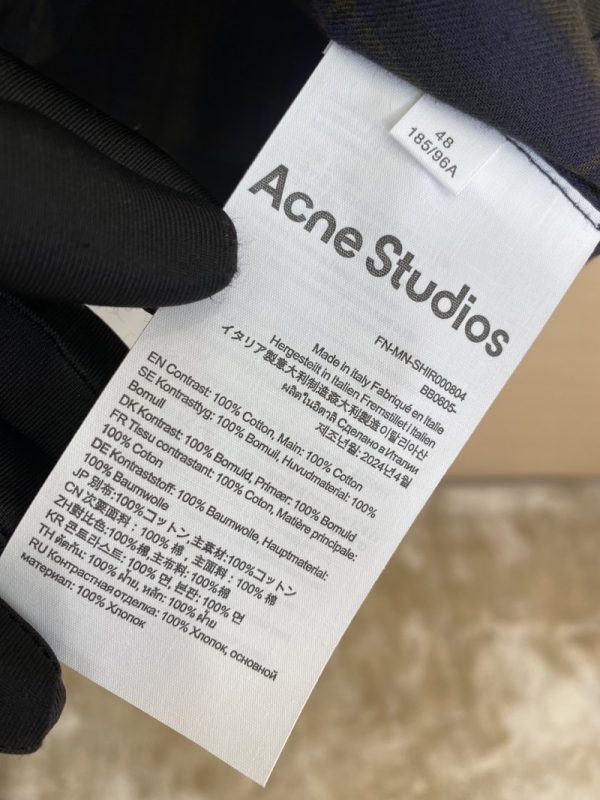 48
185/96A
Acne Studios
FN-MN-SHIR000804
BB0605-
Made in Italy Fabriqué en Italie
Hergestellt in Italien Fremstillet i Italien
イタリア製意大利制造義大利製造이탈리아산
ผลิตในอิตาลี Сделано в Италии
제조년월: 2024년4월
EN Contrast: 100% Cotton, Main: 100% Cotton
SE Kontrasttyg: 100% Bomull, Huvudmaterial: 100%
Bomull
DK Kontrast: 100% Bomuld, Primær: 100% Bomuld
FR Tissu contrastant: 100% Coton, Matière principale:
100% Coton
DE Kontraststoff: 100% Baumwolle, Hauptmaterial:
100% Baumwolle
JP 別布:100%コットン,主素材:100%コットン
CN 次要面料：100% 棉，主面料：100% 棉
ZH對比色: 100%棉, 主布料: 100%棉
KR 콘트라스트: 100% 면, 본판: 100% 면
TH ตัดกัน: 100% ฝ้าย, หลัก: 100% ฝ้าย
RU Контрастная отделка: 100% Хлопок, основной
материал: 100% Хлопок